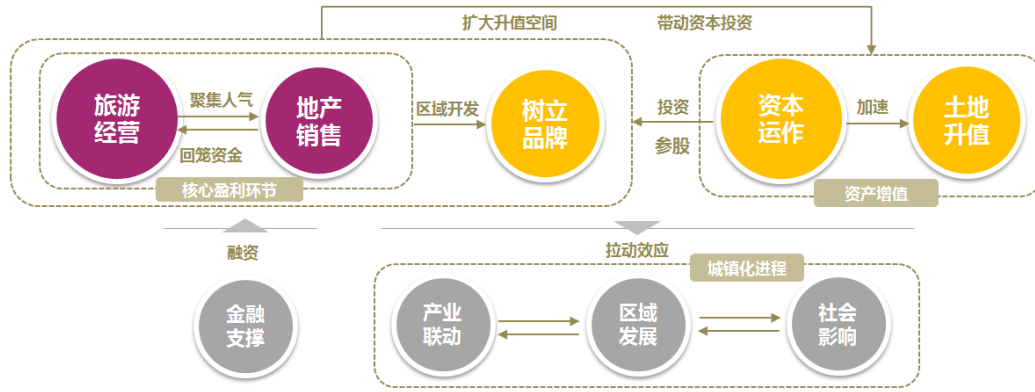 扩大升值空间
带动资本投资
旅游
经营
聚集人气
回笼资金
地产
销售
核心盈利环节
区域开发
树立
品牌
投资
参股
资本
运作
加速
土地
升值
资产增值
融资
金融
支撑
拉动效应
城镇化进程
产业
联动
区域
发展
社会
影响